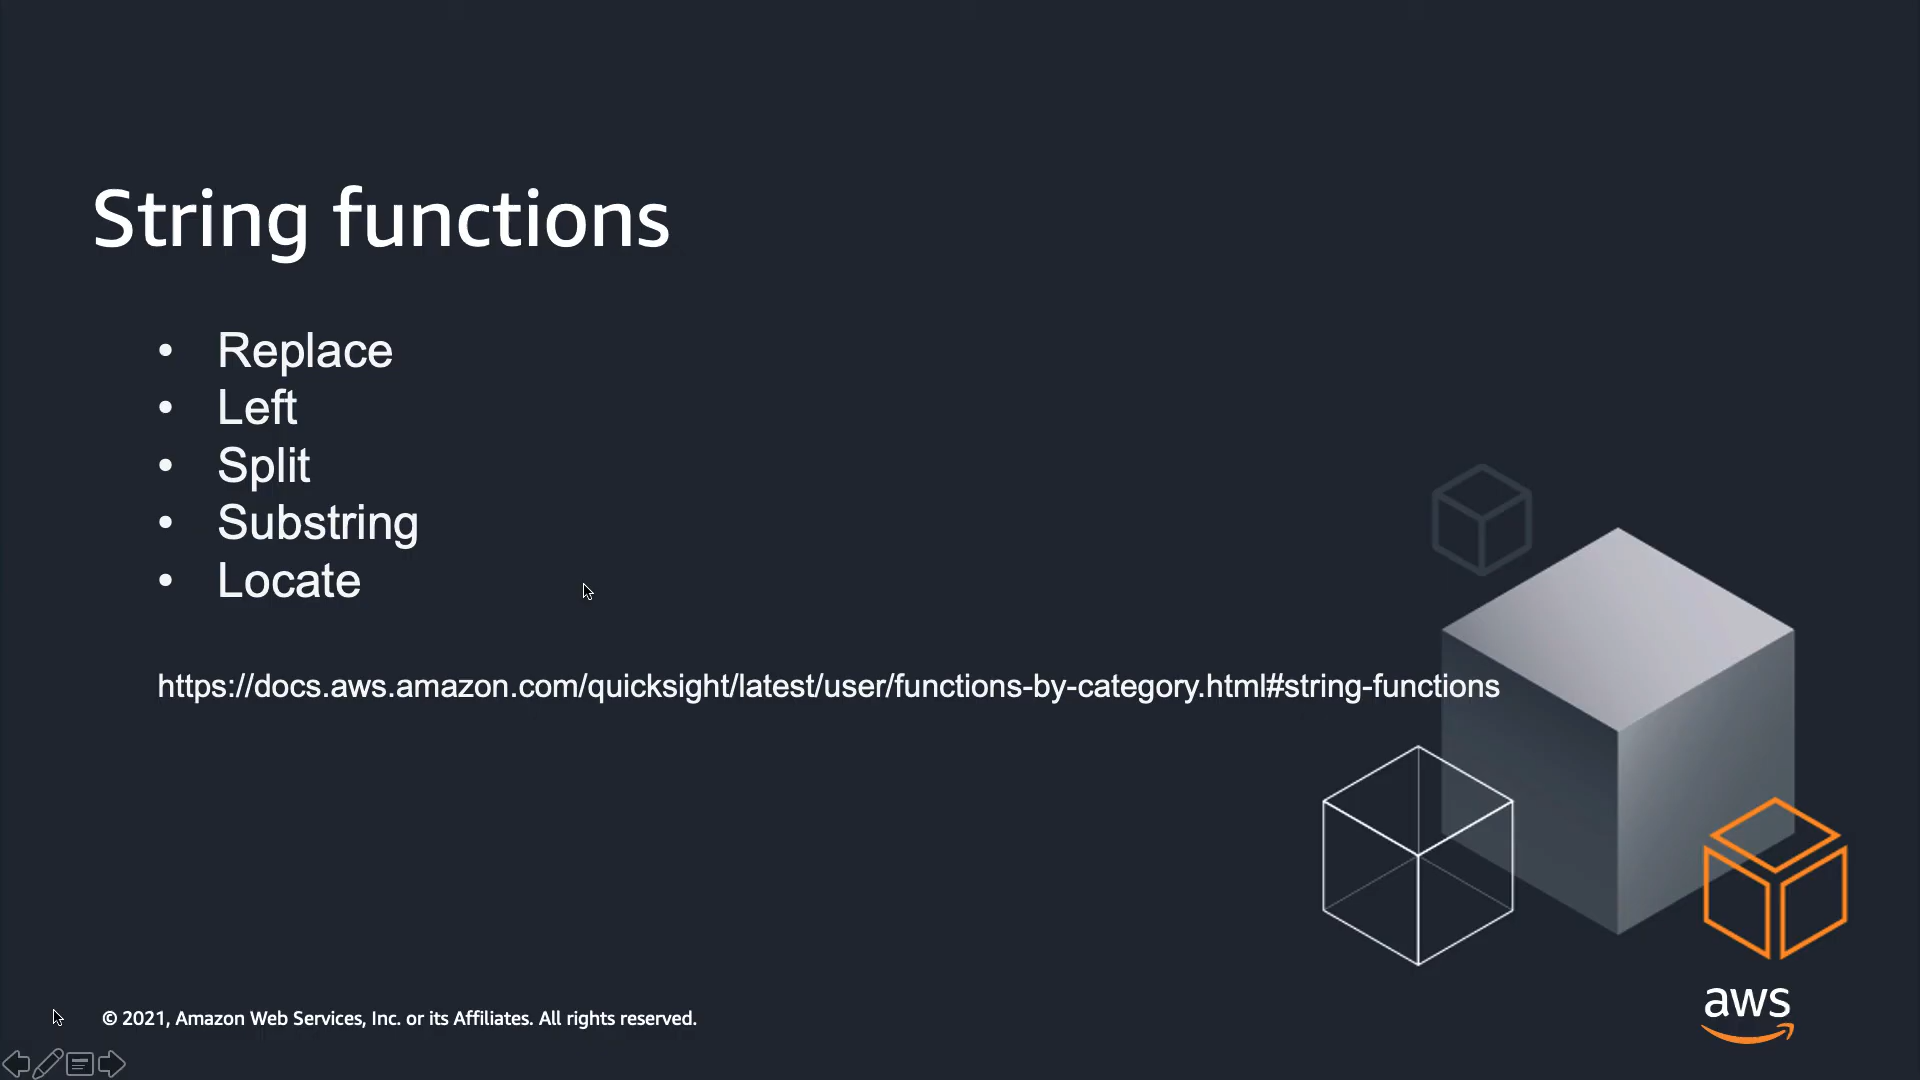 String functions
• Replace
• Left
• Split
• Substring
• Locate
https://docs.aws.amazon.com/quicksight/latest/user/functions-by-category.html#string-functions
© 2021, Amazon Web Services, Inc. or its Affiliates. All rights reserved.
aws